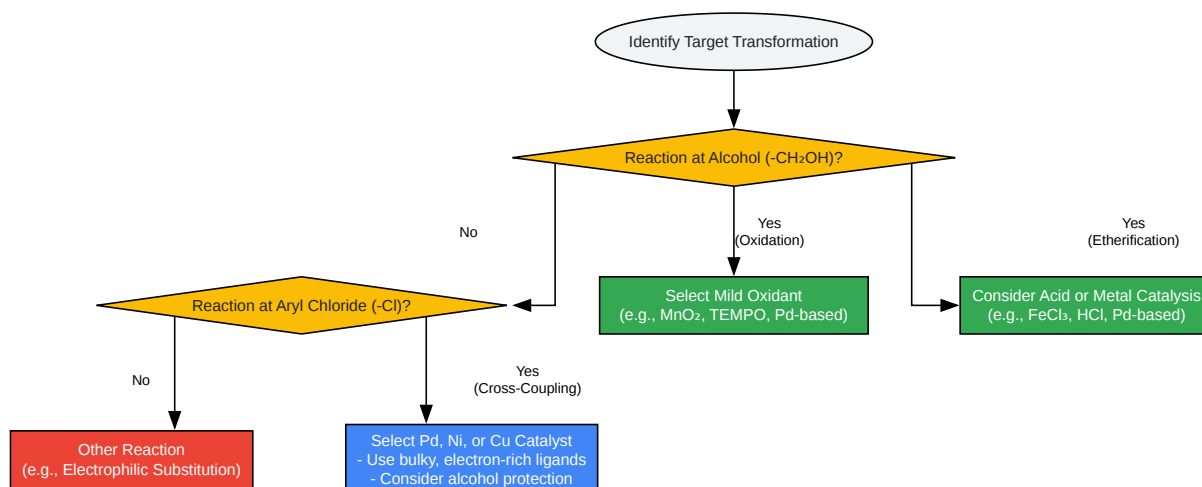 Identify Target Transformation
Reaction at Alcohol (-CH₂OH)?
No
Yes
(Oxidation)
Yes
(Etherification)
Reaction at Aryl Chloride (-Cl)?
Select Mild Oxidant
(e.g., MnO₂, TEMPO, Pd-based)
Consider Acid or Metal Catalysis
(e.g., FeCl₃, HCl, Pd-based)
No
Yes
(Cross-Coupling)
Other Reaction
(e.g., Electrophilic Substitution)
Select Pd, Ni, or Cu Catalyst
- Use bulky, electron-rich ligands
- Consider alcohol protection